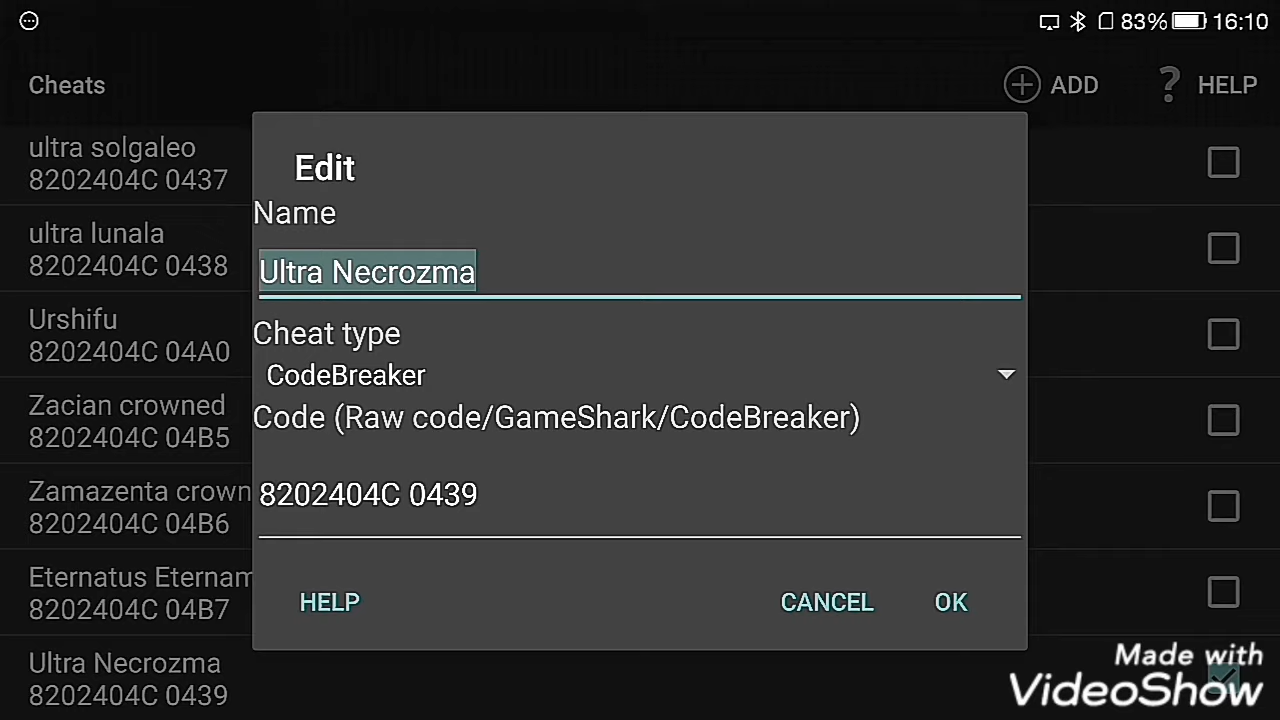 83% 16:10
Cheats
ADD
? HELP
ultra solgaleo
8202404C 0437
ultra lunala
8202404C 0438
Urshifu
8202404C 04A0
Zacian crowned
8202404C 04B5
Zamazenta crown
8202404C 04B6
Eternatus Eternam
8202404C 04B7
Ultra Necrozma
8202404C 0439
Edit
Name
Ultra Necrozma
Cheat type
CodeBreaker
Code (Raw code/GameShark/CodeBreaker)
8202404C 0439
HELP
CANCEL
OK
Made with
VideoShow